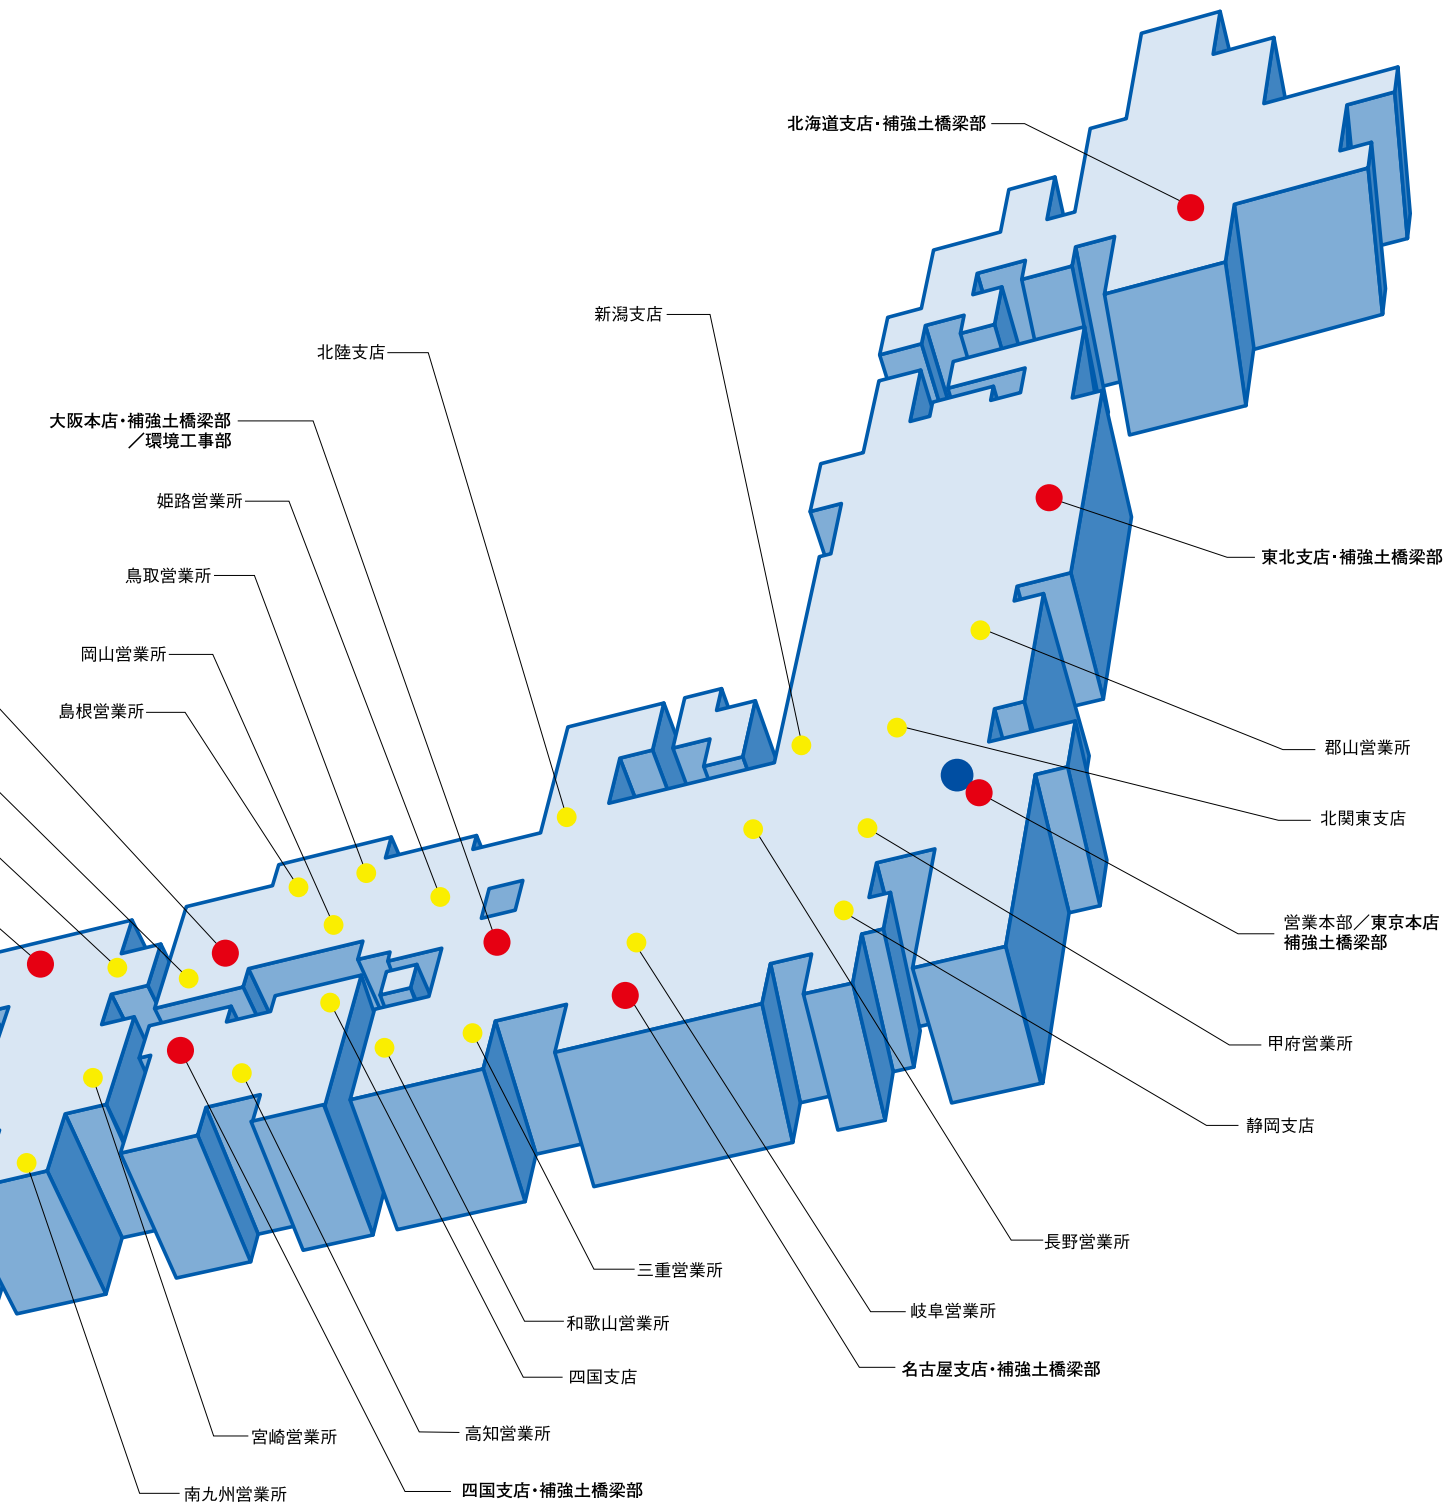 北海道支店・補強土橋梁部
新潟支店
北陸支店
大阪本店・補強土橋梁部
／環境工事部
姫路営業所
東北支店・補強土橋梁部
鳥取営業所
岡山営業所
島根営業所
郡山営業所
北関東支店
営業本部／東京本店
補強土橋梁部
甲府営業所
静岡支店
長野営業所
三重営業所
岐阜営業所
和歌山営業所
名古屋支店・補強土橋梁部
四国支店
高知営業所
宮崎営業所
四国支店・補強土橋梁部
南九州営業所